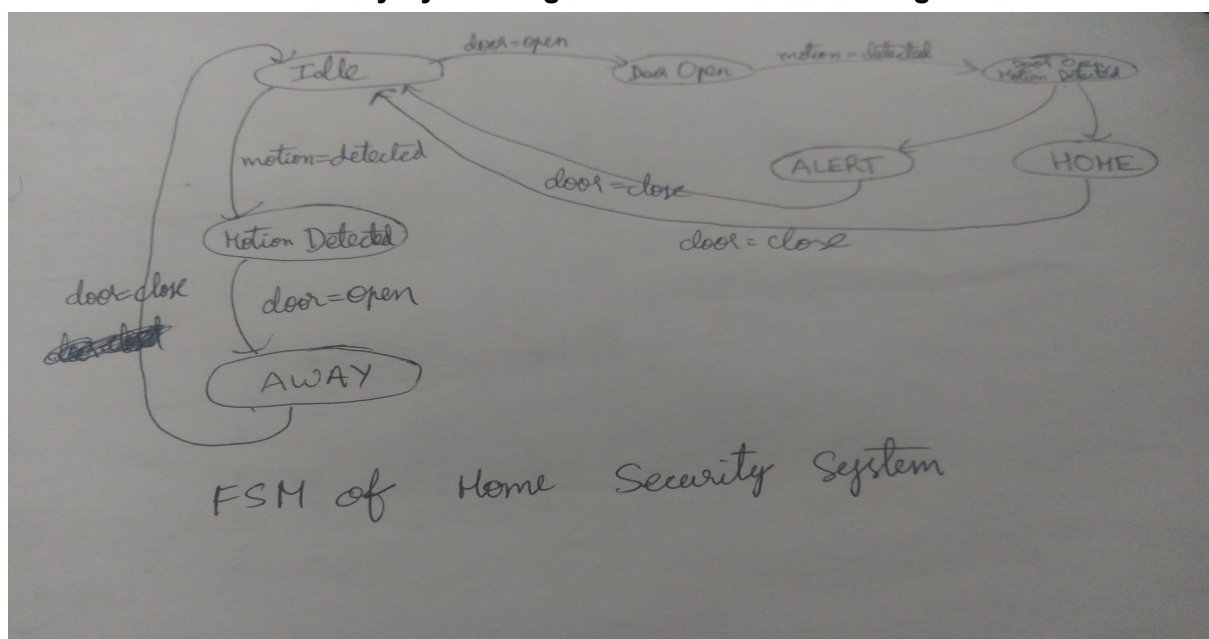 door=open
motion=detected
Idle
Door Open
Door Open
Motion Detected
motion=detected
ALERT
HOME
door=close
door=close
Motion Detected
door=close
door=open
AWAY
FSM of Home Security System